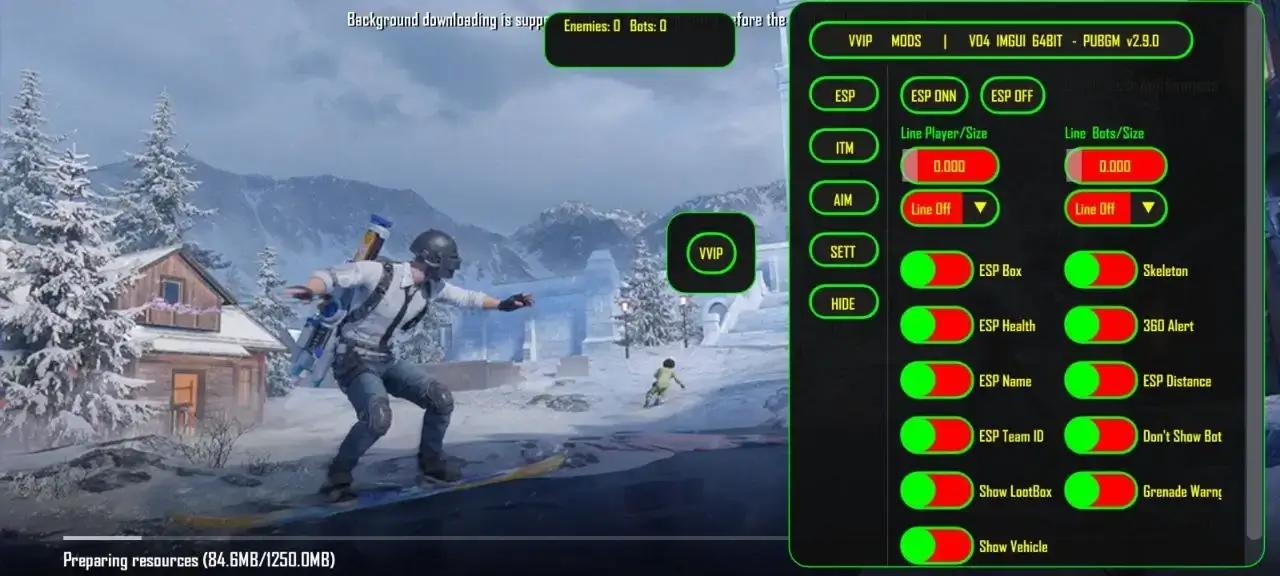 Background downloading is supp
efore the
Enemies: 0 Bots: 0
VVIP MODS | V04 IMGUI 64BIT - PUBGM v2.9.0
ESP
ITM
AIM
SETT
HIDE
ESP ONN ESP OFF
Line Player/Size Line Bots/Size
0.000 0.000
Line Off Line Off
ESP Box Skeleton
ESP Health 360 Alert
ESP Name ESP Distance
ESP Team ID Don't Show Bot
Show LootBox Grenade Warng
Show Vehicle
VVIP
Preparing resources (84.6MB/1250.0MB)